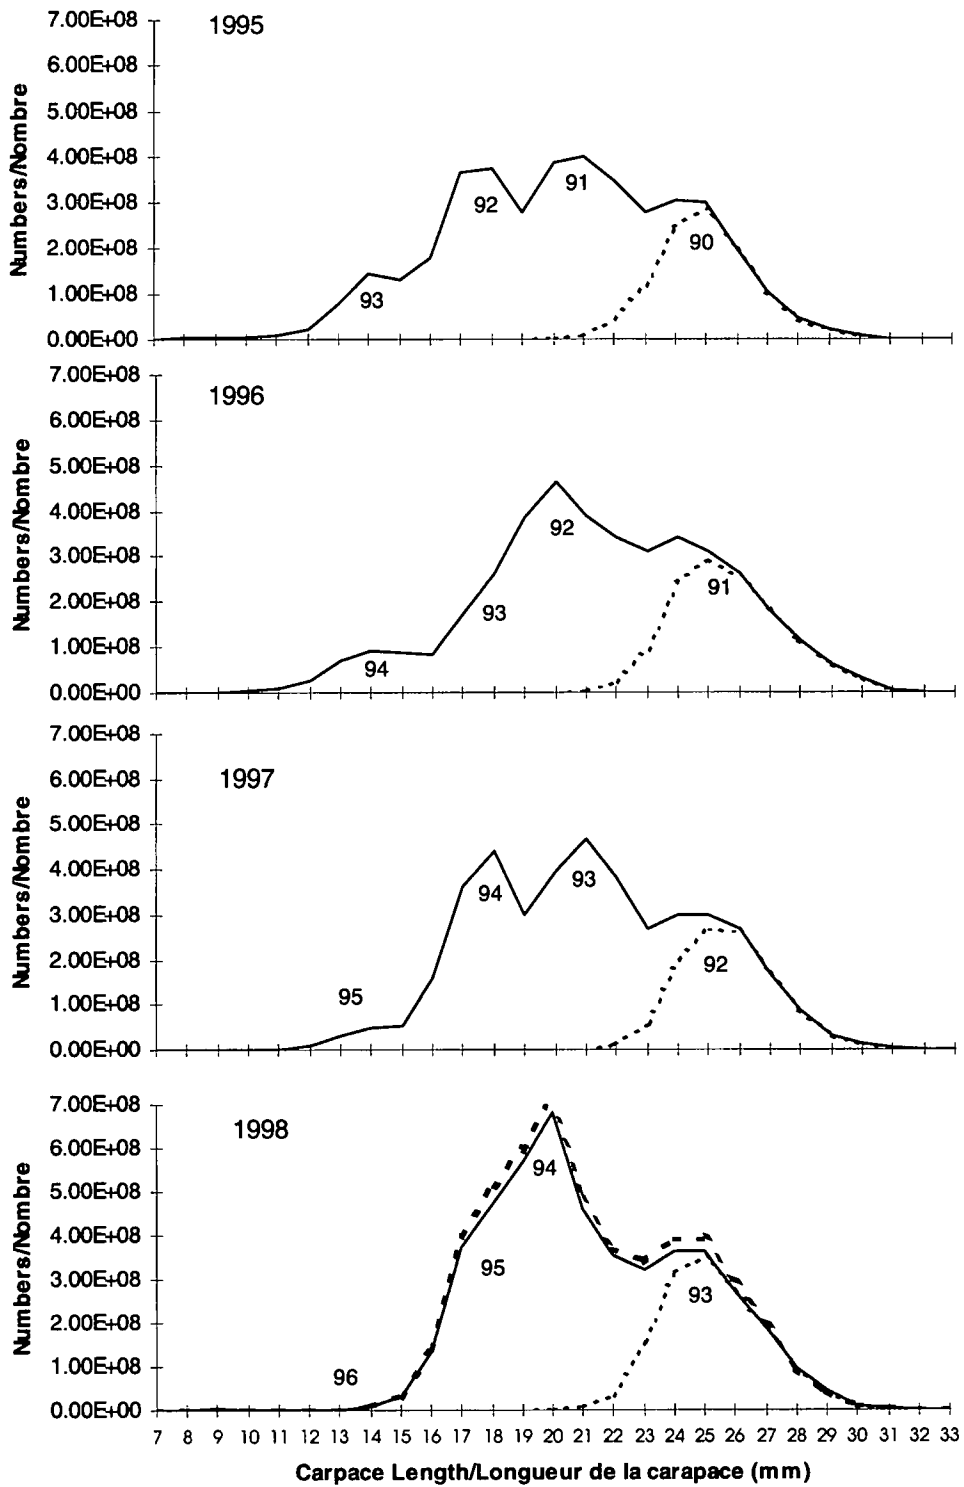 1995
Numbers/Nombre
7.00E+08
6.00E+08
5.00E+08
4.00E+08
3.00E+08
2.00E+08
1.00E+08
0.00E+00
93
92
91
90
1996
Numbers/Nombre
7.00E+08
6.00E+08
5.00E+08
4.00E+08
3.00E+08
2.00E+08
1.00E+08
0.00E+00
94
93
92
91
1997
Numbers/Nombre
7.00E+08
6.00E+08
5.00E+08
4.00E+08
3.00E+08
2.00E+08
1.00E+08
0.00E+00
95
94
93
92
1998
Numbers/Nombre
7.00E+08
6.00E+08
5.00E+08
4.00E+08
3.00E+08
2.00E+08
1.00E+08
0.00E+00
96
95
94
93
7 8 9 10 11 12 13 14 15 16 17 18 19 20 21 22 23 24 25 26 27 28 29 30 31 32 33
Carpace Length/Longueur de la carapace (mm)